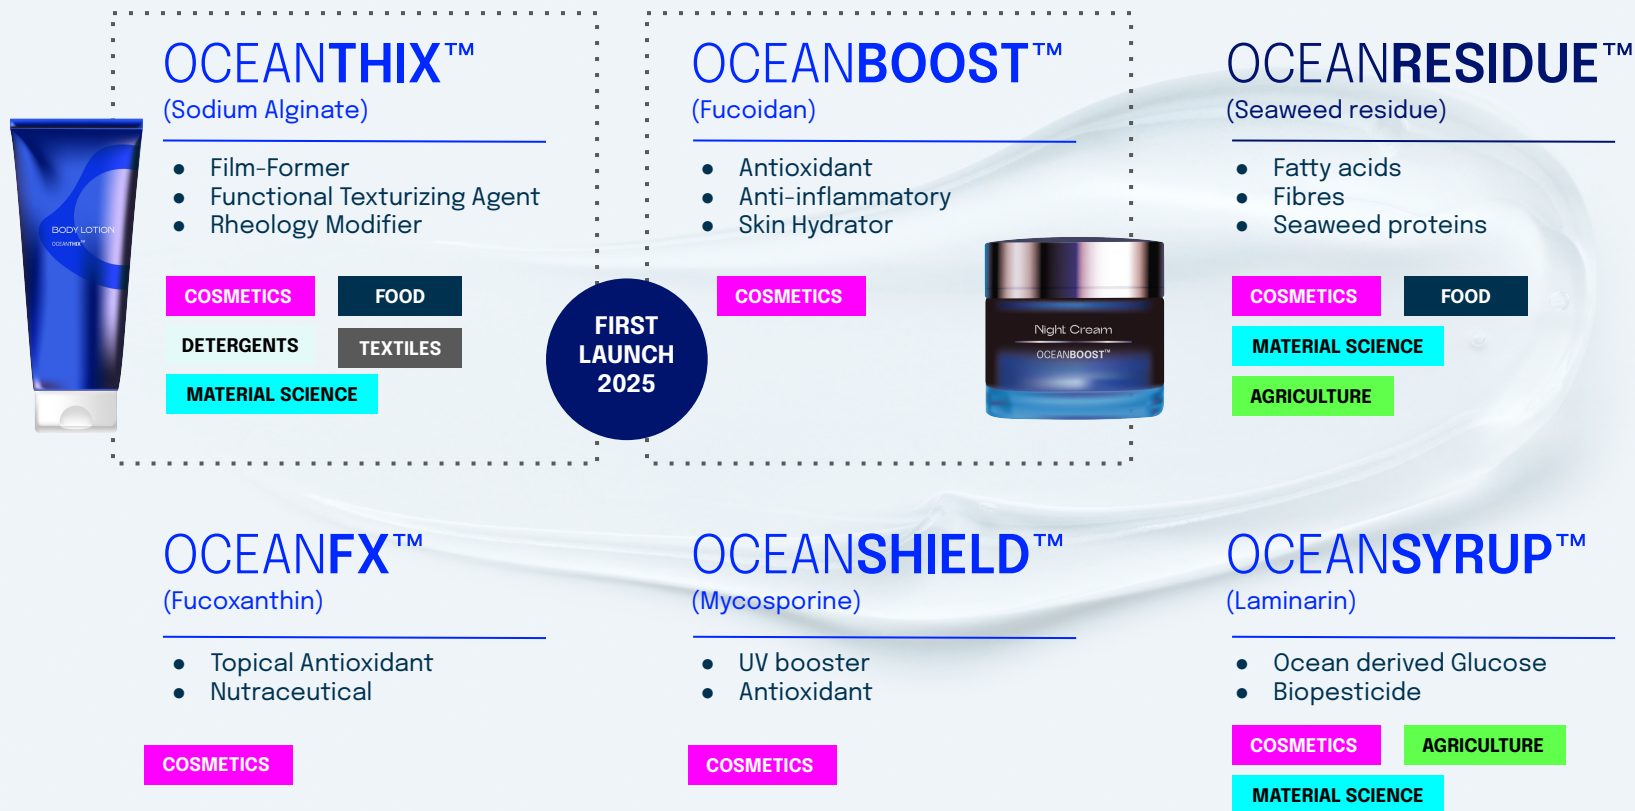 OCEANTHIX™
(Sodium Alginate)
● Film-Former
● Functional Texturizing Agent
● Rheology Modifier
COSMETICS FOOD
DETERGENTS TEXTILES
MATERIAL SCIENCE
BODY LOTION
OCEANTHIX™
FIRST
LAUNCH
2025
OCEANBOOST™
(Fucoidan)
● Antioxidant
● Anti-inflammatory
● Skin Hydrator
COSMETICS
Night Cream
OCEANBOOST™
OCEANRESIDUE™
(Seaweed residue)
● Fatty acids
● Fibres
● Seaweed proteins
COSMETICS FOOD
MATERIAL SCIENCE
AGRICULTURE
OCEANFX™
(Fucoxanthin)
● Topical Antioxidant
● Nutraceutical
COSMETICS
OCEANSHIELD™
(Mycosporine)
● UV booster
● Antioxidant
COSMETICS
OCEANSYRUP™
(Laminarin)
● Ocean derived Glucose
● Biopesticide
COSMETICS AGRICULTURE
MATERIAL SCIENCE